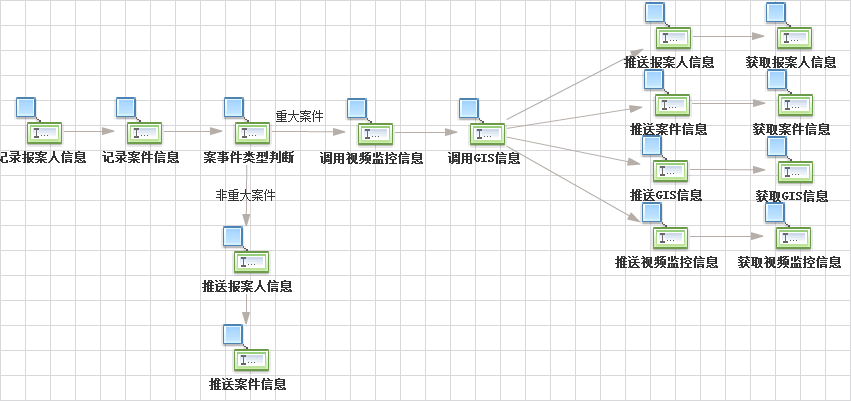 I...
I...
推送报案人信息
获取报案人信息
I...
I...
重大案件
I...
I...
I...
I...
I...
推送案件信息
获取案件信息
记录报案人信息
记录案件信息
案事件类型判断
调用视频监控信息
调用GIS信息
I...
I...
非重大案件
推送GIS信息
获取GIS信息
I...
I...
推送视频监控信息
获取视频监控信息
I...
推送报案人信息
I...
推送案件信息